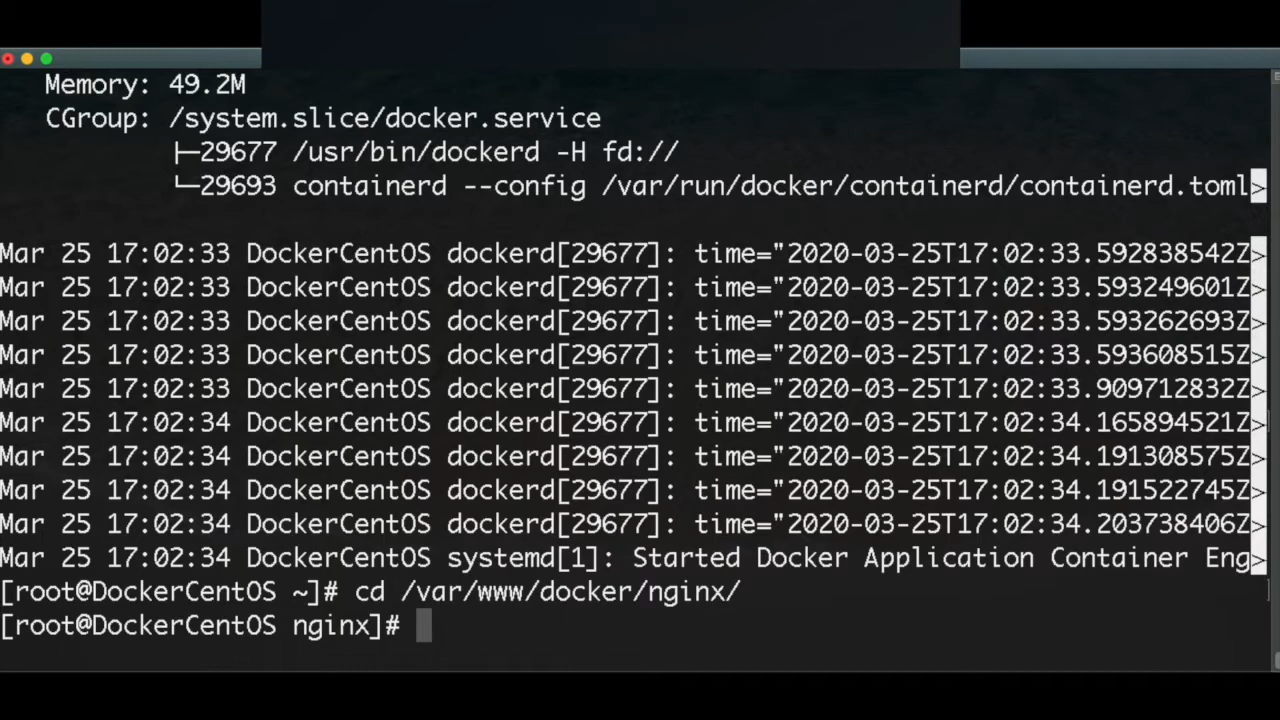 Memory: 49.2M
CGroup: /system.slice/docker.service
├─29677 /usr/bin/dockerd -H fd://
└─29693 containerd --config /var/run/docker/containerd/containerd.toml>
Mar 25 17:02:33 DockerCentOS dockerd[29677]: time="2020-03-25T17:02:33.592838542Z>
Mar 25 17:02:33 DockerCentOS dockerd[29677]: time="2020-03-25T17:02:33.593249601Z>
Mar 25 17:02:33 DockerCentOS dockerd[29677]: time="2020-03-25T17:02:33.593262693Z>
Mar 25 17:02:33 DockerCentOS dockerd[29677]: time="2020-03-25T17:02:33.593608515Z>
Mar 25 17:02:33 DockerCentOS dockerd[29677]: time="2020-03-25T17:02:33.909712832Z>
Mar 25 17:02:34 DockerCentOS dockerd[29677]: time="2020-03-25T17:02:34.165894521Z>
Mar 25 17:02:34 DockerCentOS dockerd[29677]: time="2020-03-25T17:02:34.191308575Z>
Mar 25 17:02:34 DockerCentOS dockerd[29677]: time="2020-03-25T17:02:34.191522745Z>
Mar 25 17:02:34 DockerCentOS dockerd[29677]: time="2020-03-25T17:02:34.203738406Z>
Mar 25 17:02:34 DockerCentOS systemd[1]: Started Docker Application Container Eng>
[root@DockerCentOS ~]# cd /var/www/docker/nginx/
[root@DockerCentOS nginx]#